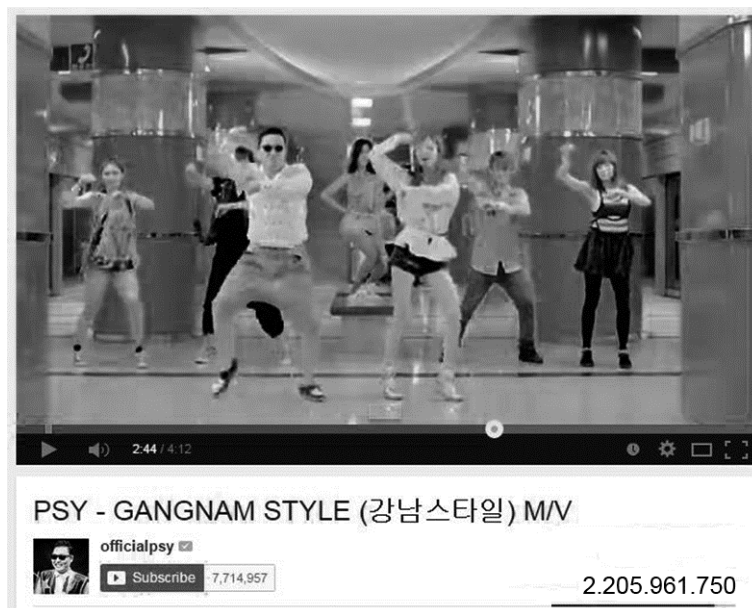 2:44 / 4:12
PSY - GANGNAM STYLE (강남스타일) M/V
officialpsy
Subscribe 7,714,957
2.205.961.750